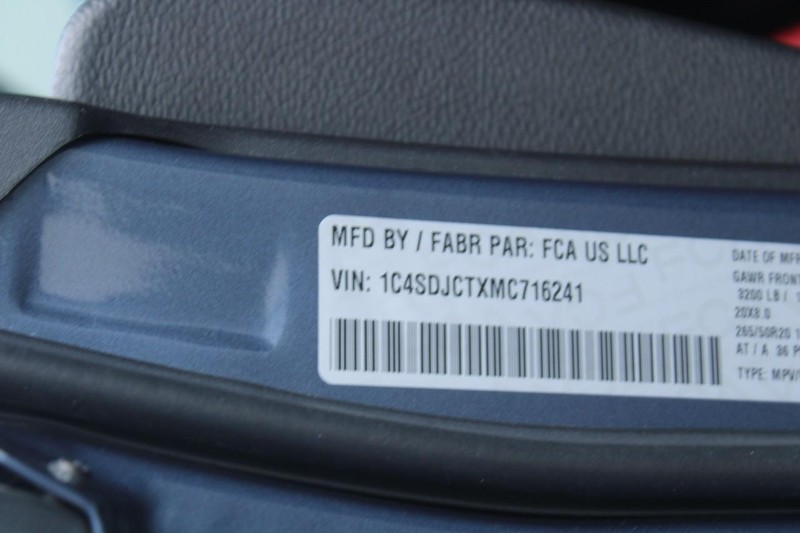 MFD BY / FABR PAR: FCA US LLC
VIN: 1C4SDJCTXMC716241
DATE OF MFR
GAWR FRONT
3200 LB /
20X8.0
265/50R20
AT / A 36 P
TYPE: MPV/